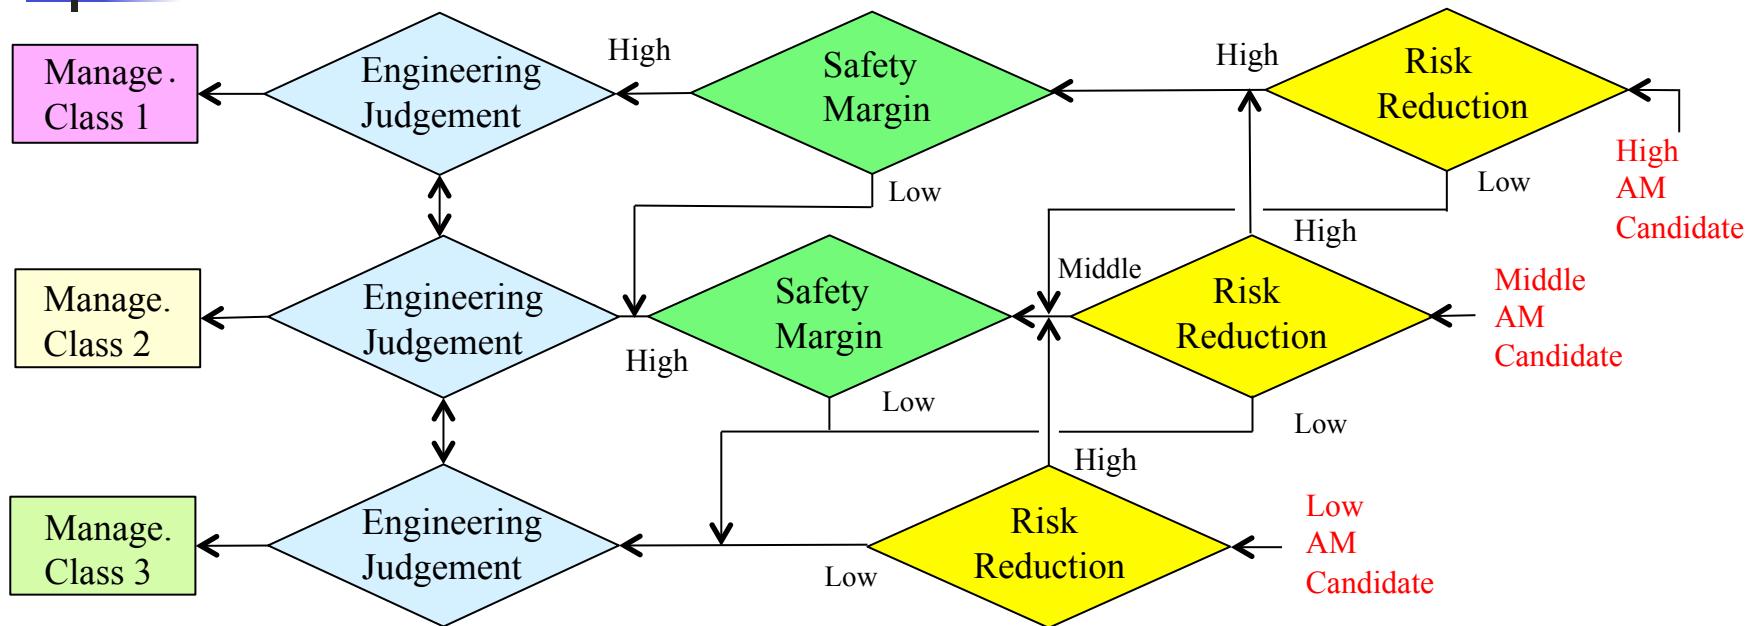 Manage.
Class 1
Engineering
Judgement
High
Safety
Margin
Low
High
Risk
Reduction
Low
High
AM
Candidate
Manage.
Class 2
Engineering
Judgement
High
Safety
Margin
Low
Middle
High
Risk
Reduction
Low
Middle
AM
Candidate
Manage.
Class 3
Engineering
Judgement
Low
High
Risk
Reduction
Low
AM
Candidate